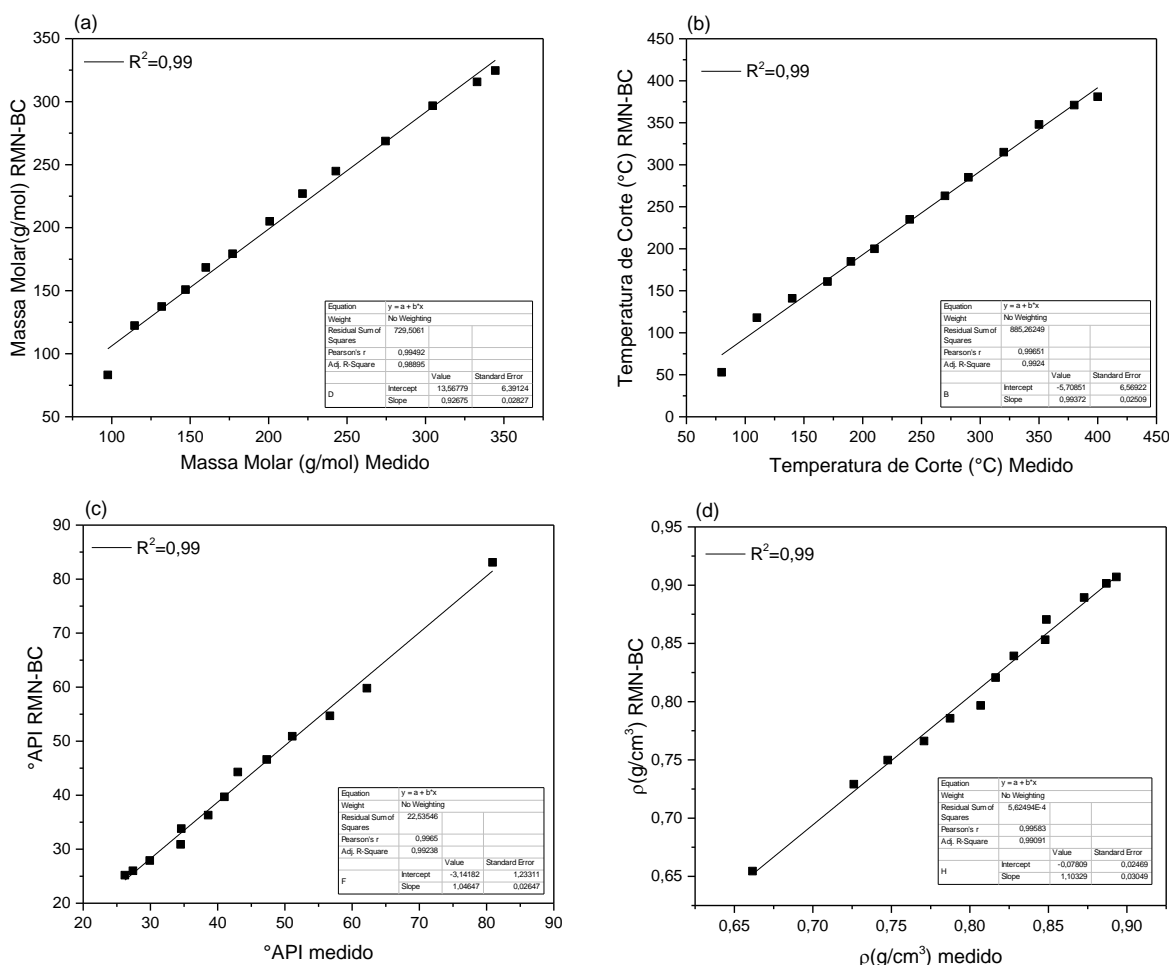 (a)
350
300
250
200
150
100
50
R²=0,99
Massa Molar(g/mol) RMN-BC
Equation y = a + b*x
Weight No Weighting
Residual Sum of Squares 729,5061
Pearson's r 0,99492
Adj. R-Square 0,98895
Value Standard Error
D Intercept 13,56779 6,39124
Slope 0,92675 0,02827
100 150 200 250 300 350
Massa Molar (g/mol) Medido
(b)
450
400
350
300
250
200
150
100
50
0
R²=0,99
Temperatura de Corte (°C) RMN-BC
Equation y = a + b*x
Weight No Weighting
Residual Sum of Squares 885,26249
Pearson's r 0,99651
Adj. R-Square 0,9924
Value Standard Error
B Intercept -5,70851 6,56922
Slope 0,99372 0,02509
50 100 150 200 250 300 350 400 450
Temperatura de Corte (°C) Medido
(c)
90
80
70
60
50
40
30
20
R²=0,99
°API RMN-BC
Equation y = a + b*x
Weight No Weighting
Residual Sum of Squares 22,53546
Pearson's r 0,9965
Adj. R-Square 0,99238
Value Standard Error
F Intercept -3,14182 1,23311
Slope 1,04647 0,02647
20 30 40 50 60 70 80 90
°API medido
(d)
0,95
0,90
0,85
0,80
0,75
0,70
0,65
R²=0,99
ρ(g/cm³) RMN-BC
Equation y = a + b*x
Weight No Weighting
Residual Sum of Squares 5,62494E-4
Pearson's r 0,99583
Adj. R-Square 0,99091
Value Standard Error
H Intercept -0,07809 0,02469
Slope 1,10329 0,03049
0,65 0,70 0,75 0,80 0,85 0,90
ρ(g/cm³) medido